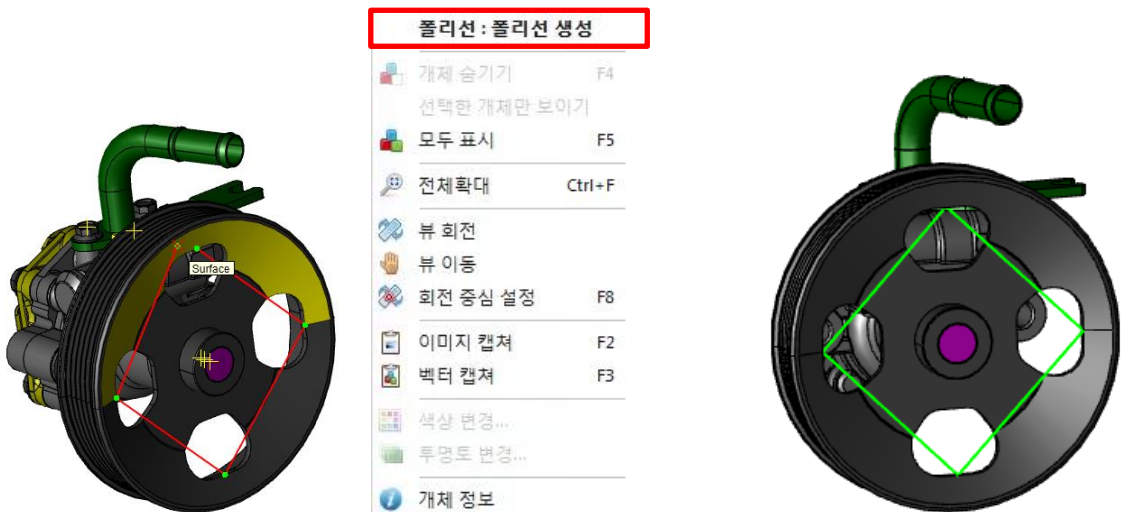 폴리선 : 폴리선 생성
개체 숨기기 F4
선택한 개체만 보이기
모두 표시 F5
전체확대 Ctrl+F
뷰 회전
뷰 이동
회전 중심 설정 F8
이미지 캡쳐 F2
벡터 캡쳐 F3
색상 변경...
투명도 변경...
개체 정보
Surface